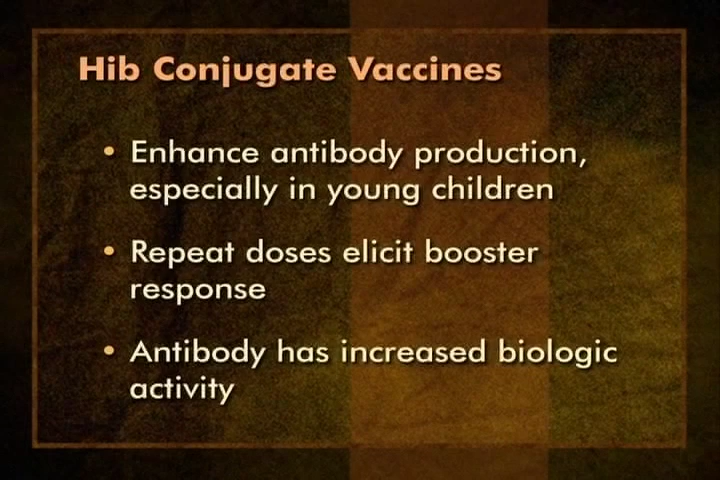 Hib Conjugate Vaccines
• Enhance antibody production,
especially in young children
• Repeat doses elicit booster
response
• Antibody has increased biologic
activity